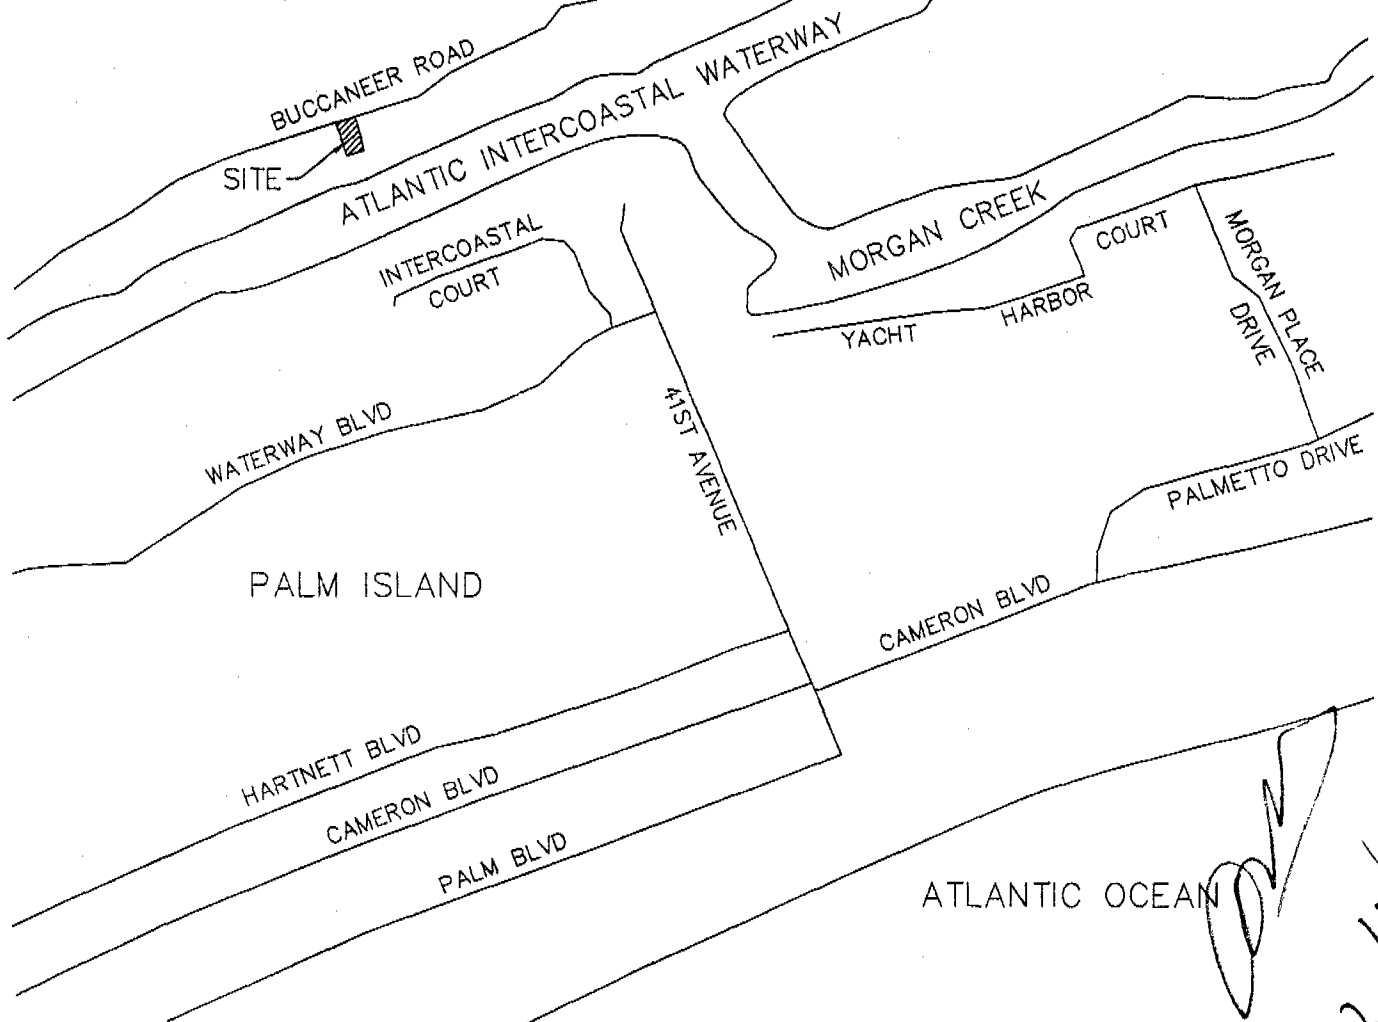 BUCCANEER ROAD
SITE
ATLANTIC INTERCOASTAL WATERWAY
INTERCOASTAL
COURT
MORGAN CREEK
COURT
YACHT
HARBOR
MORGAN PLACE
DRIVE
41ST AVENUE
WATERWAY BLVD
PALMETTO DRIVE
PALM ISLAND
CAMERON BLVD
HARTNETT BLVD
CAMERON BLVD
PALM BLVD
ATLANTIC OCEAN